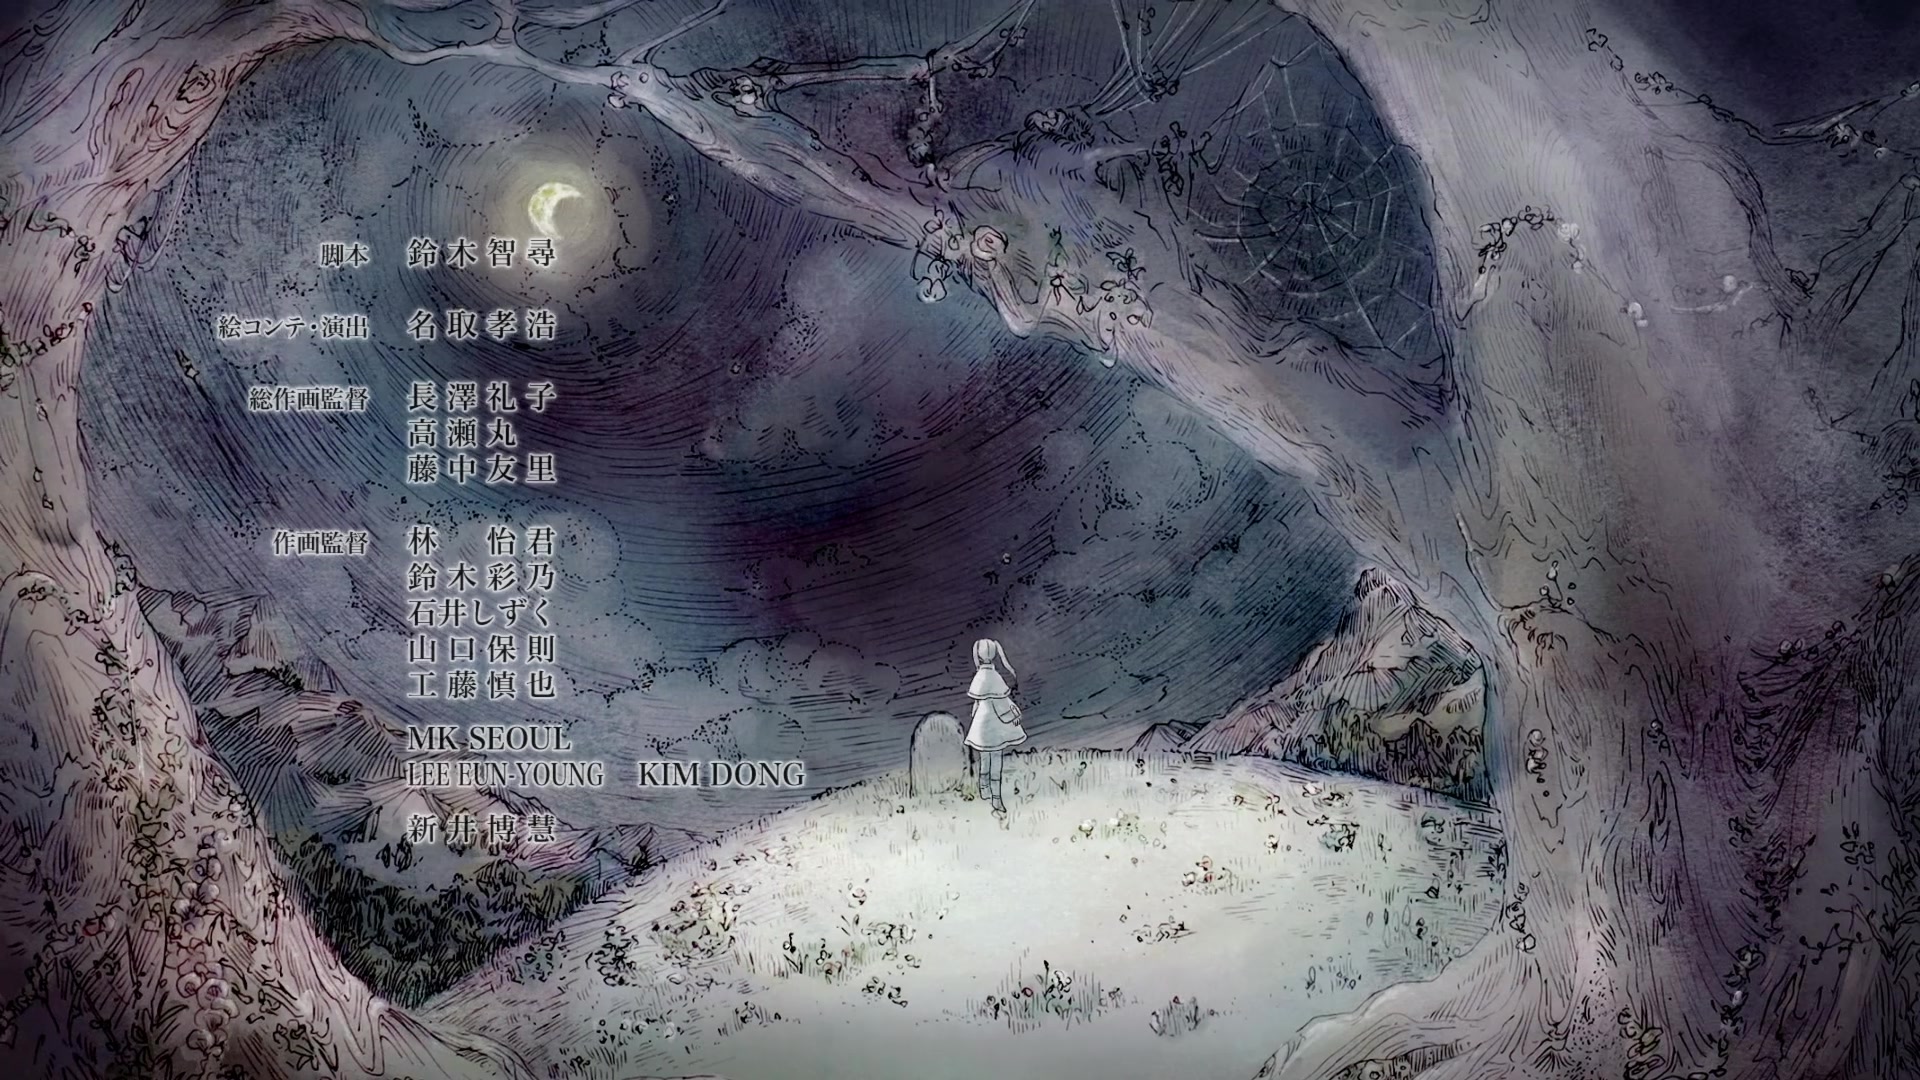 脚本 鈴木智尋
絵コンテ・演出 名取孝浩
総作画監督 長澤礼子
高瀬丸
藤中友里
作画監督 林 怡君
鈴木彩乃
石井しずく
山口保則
工藤慎也
MK SEOUL
LEE EUN-YOUNG KIM DONG
新井博慧